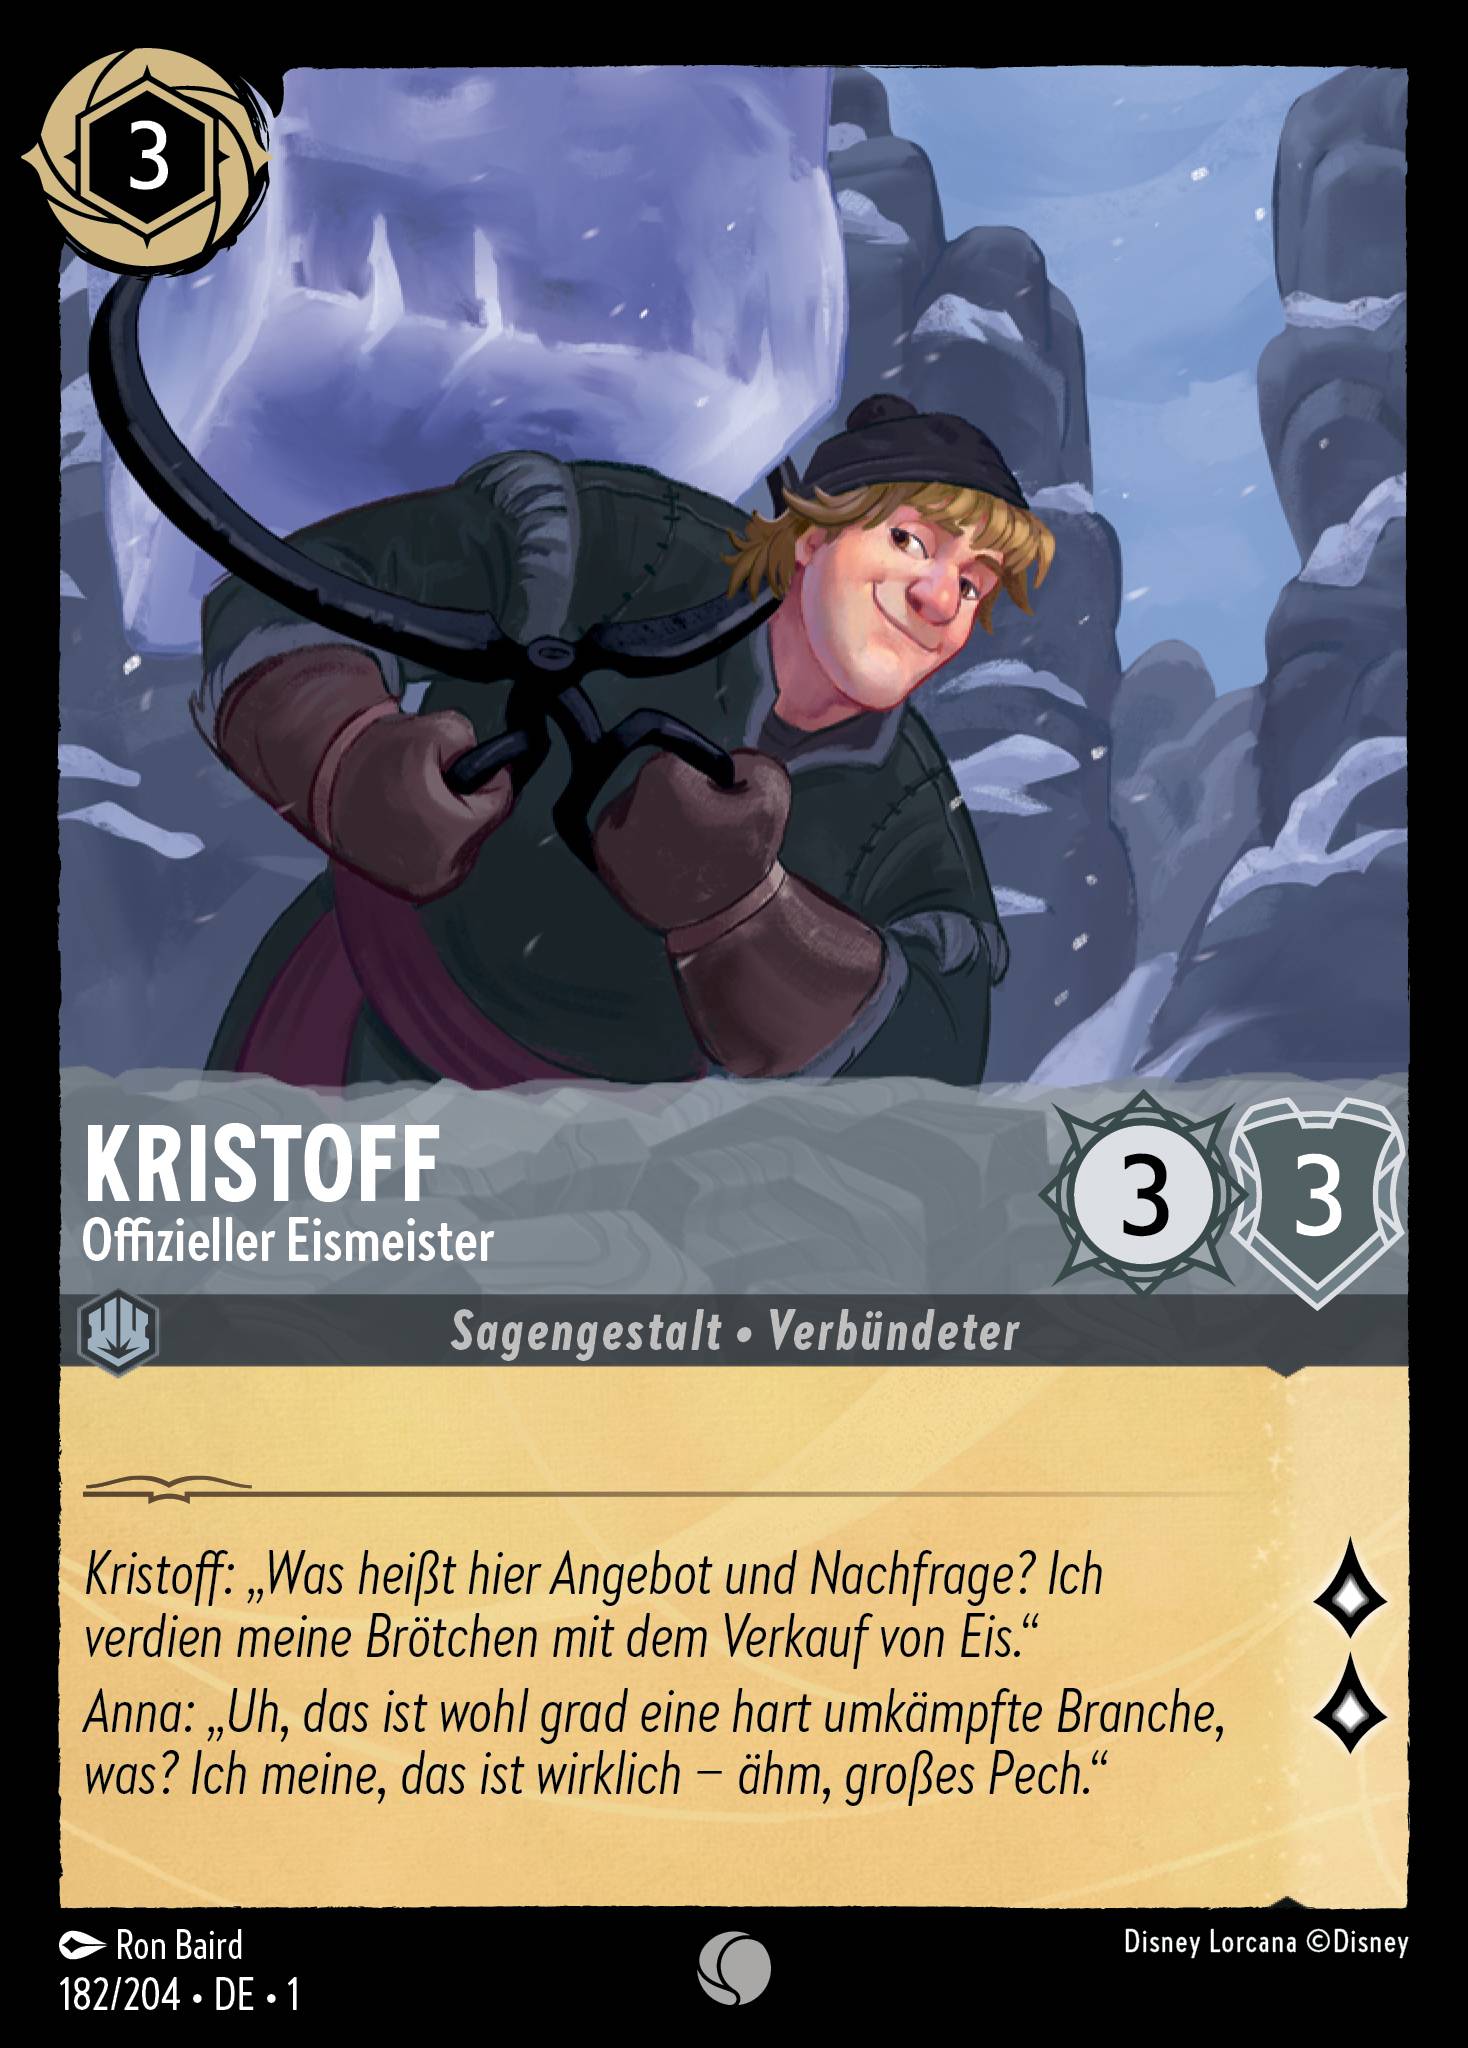 3
KRISTOFF
Offizieller Eismeister
3 3
Sagengestalt • Verbündeter
Kristoff: „Was heißt hier Angebot und Nachfrage? Ich
verdien meine Brötchen mit dem Verkauf von Eis.“
Anna: „Uh, das ist wohl grad eine hart umkämpfte Branche,
was? Ich meine, das ist wirklich – ähm, großes Pech.“
Ron Baird
182/204 • DE • 1
Disney Lorcana ©Disney